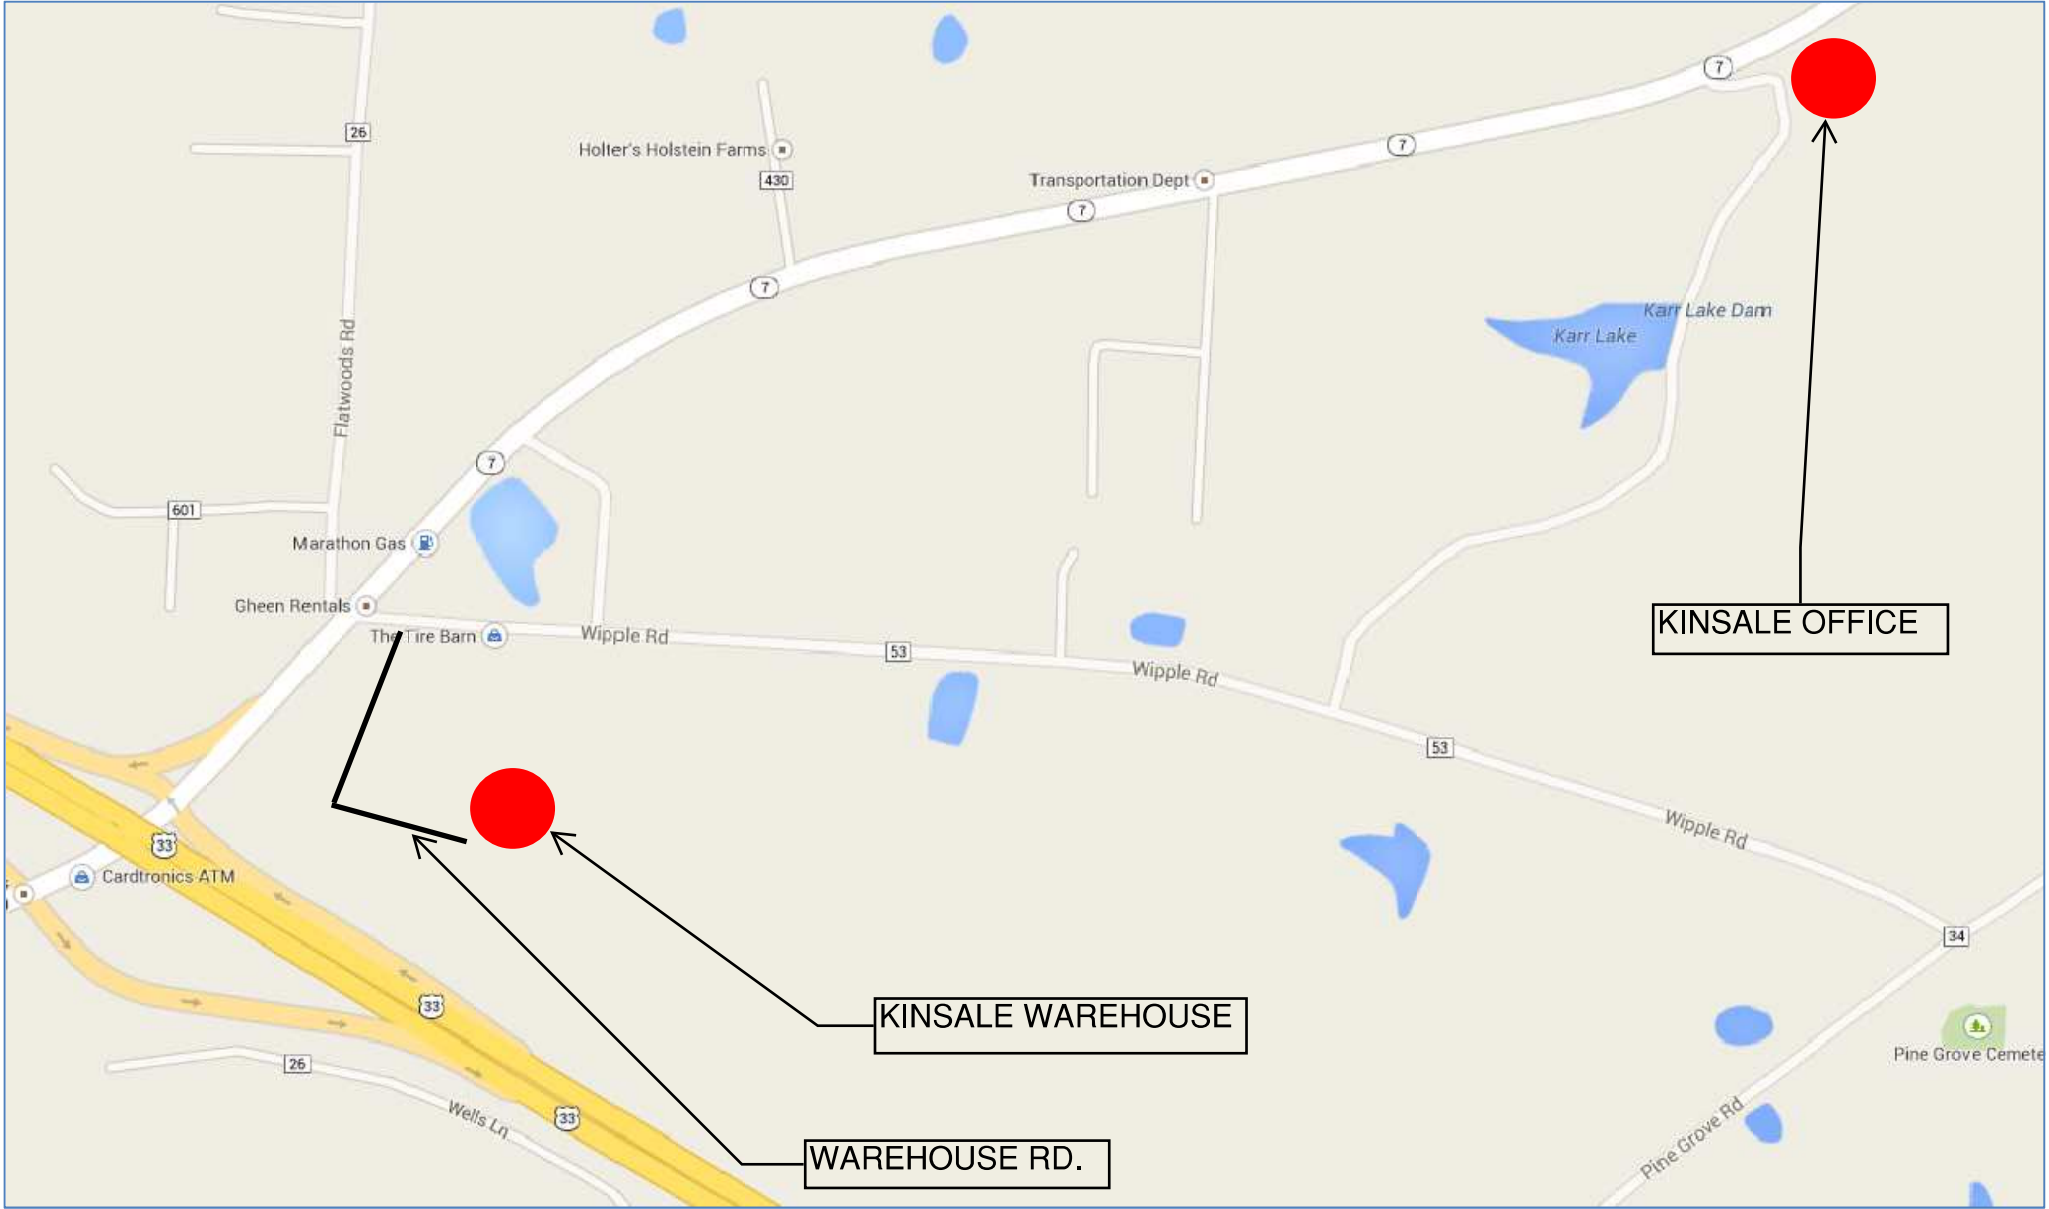 7
26
Holter's Holstein Farms
430
7
Transportation Dept
7
7
Karr Lake Dam
Karr Lake
Flatwoods Rd
7
601
Marathon Gas
Gheen Rentals
The Tire Barn
Wipple Rd
53
Wipple Rd
KINSALE OFFICE
53
Wipple Rd
33
Cardtronics ATM
34
33
KINSALE WAREHOUSE
Pine Grove Cemete
26
Wells Ln
33
Pine Grove Rd
WAREHOUSE RD.